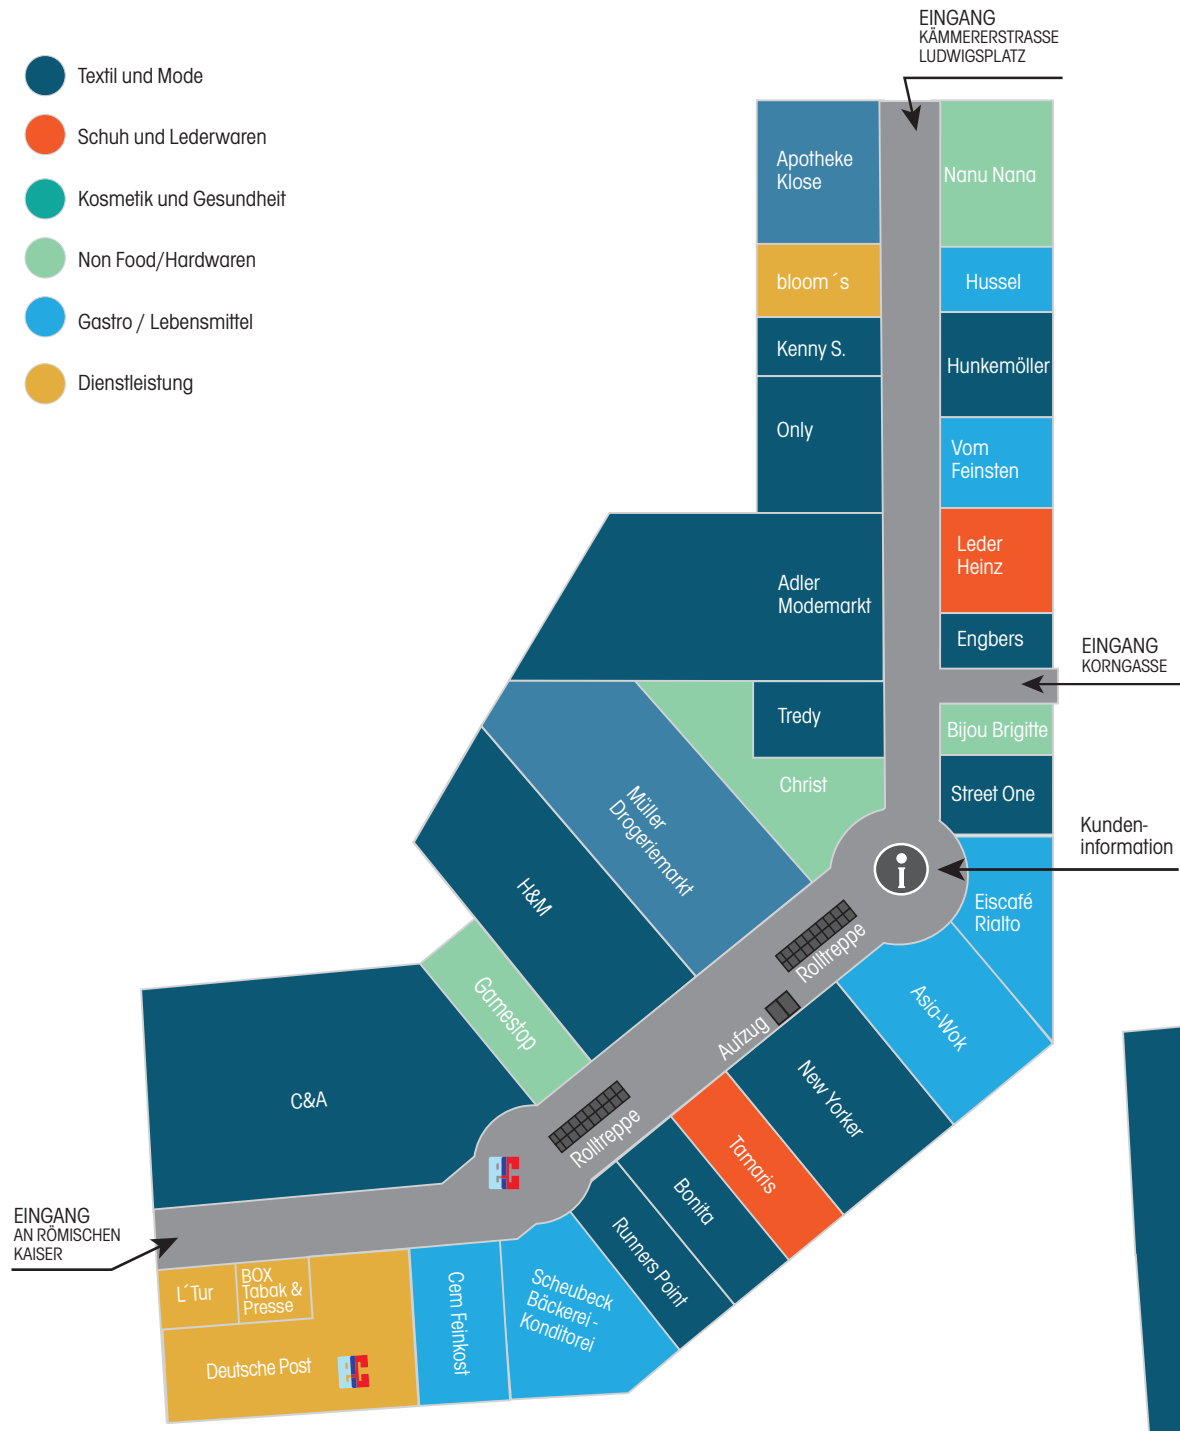 EINGANG
KÄMMERERSTRASSE
LUDWIGSPLATZ
Textil und Mode
Schuh und Lederwaren
Kosmetik und Gesundheit
Non Food/Hardwaren
Gastro / Lebensmittel
Dienstleistung
Apotheke
Klose
Nanu Nana
bloom´s
Hussel
Kenny S.
Hunkemöller
Only
Vom
Feinsten
Leder
Heinz
Adler
Modemarkt
Engbers
EINGANG
KORNGASSE
Tredy
Bijou Brigitte
Christ
Street One
Müller
Drogeriemarkt
Kunden-
information
i
H&M
Eiscafé
Rialto
Rolltreppe
Asia-Wok
Gamestop
Aufzug
New Yorker
C&A
Rolltreppe
Tamaris
Bonita
Runners Point
EC
EINGANG
AN RÖMISCHEN
KAISER
L´Tur
BOX
Tabak &
Presse
Cem Feinkost
Scheubeck
Bäckerei -
Konditorei
Deutsche Post
EC